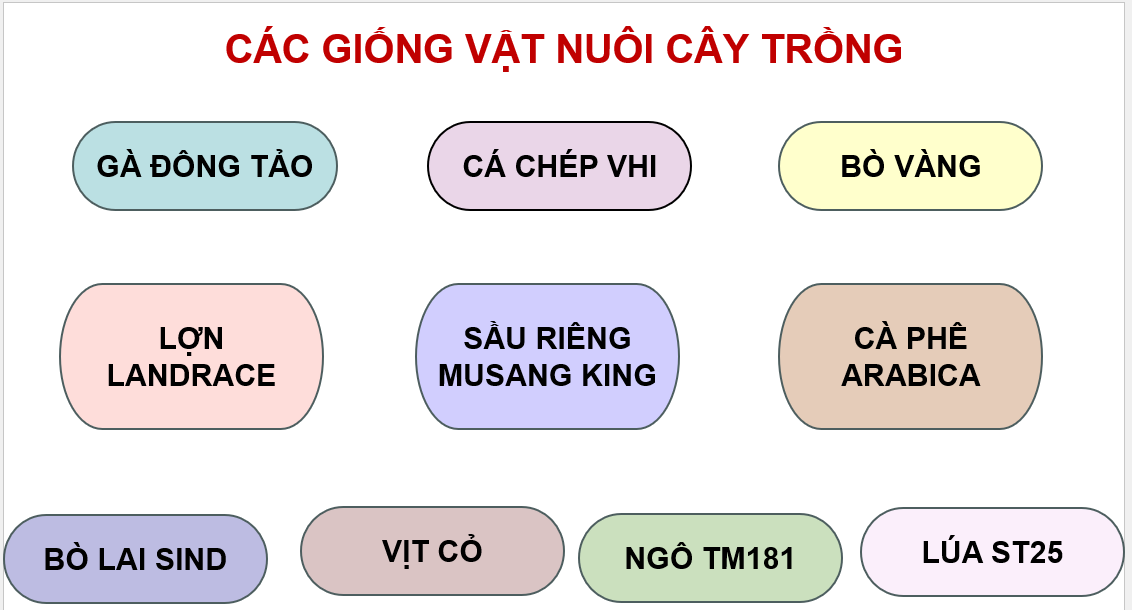 CÁC GIỐNG VẬT NUÔI CÂY TRỒNG
GÀ ĐÔNG TẢO
CÁ CHÉP VHI
BÒ VÀNG
LỢN
LANDRACE
SẦU RIÊNG
MUSANG KING
CÀ PHÊ
ARABICA
BÒ LAI SIND
VỊT CỎ
NGÔ TM181
LÚA ST25